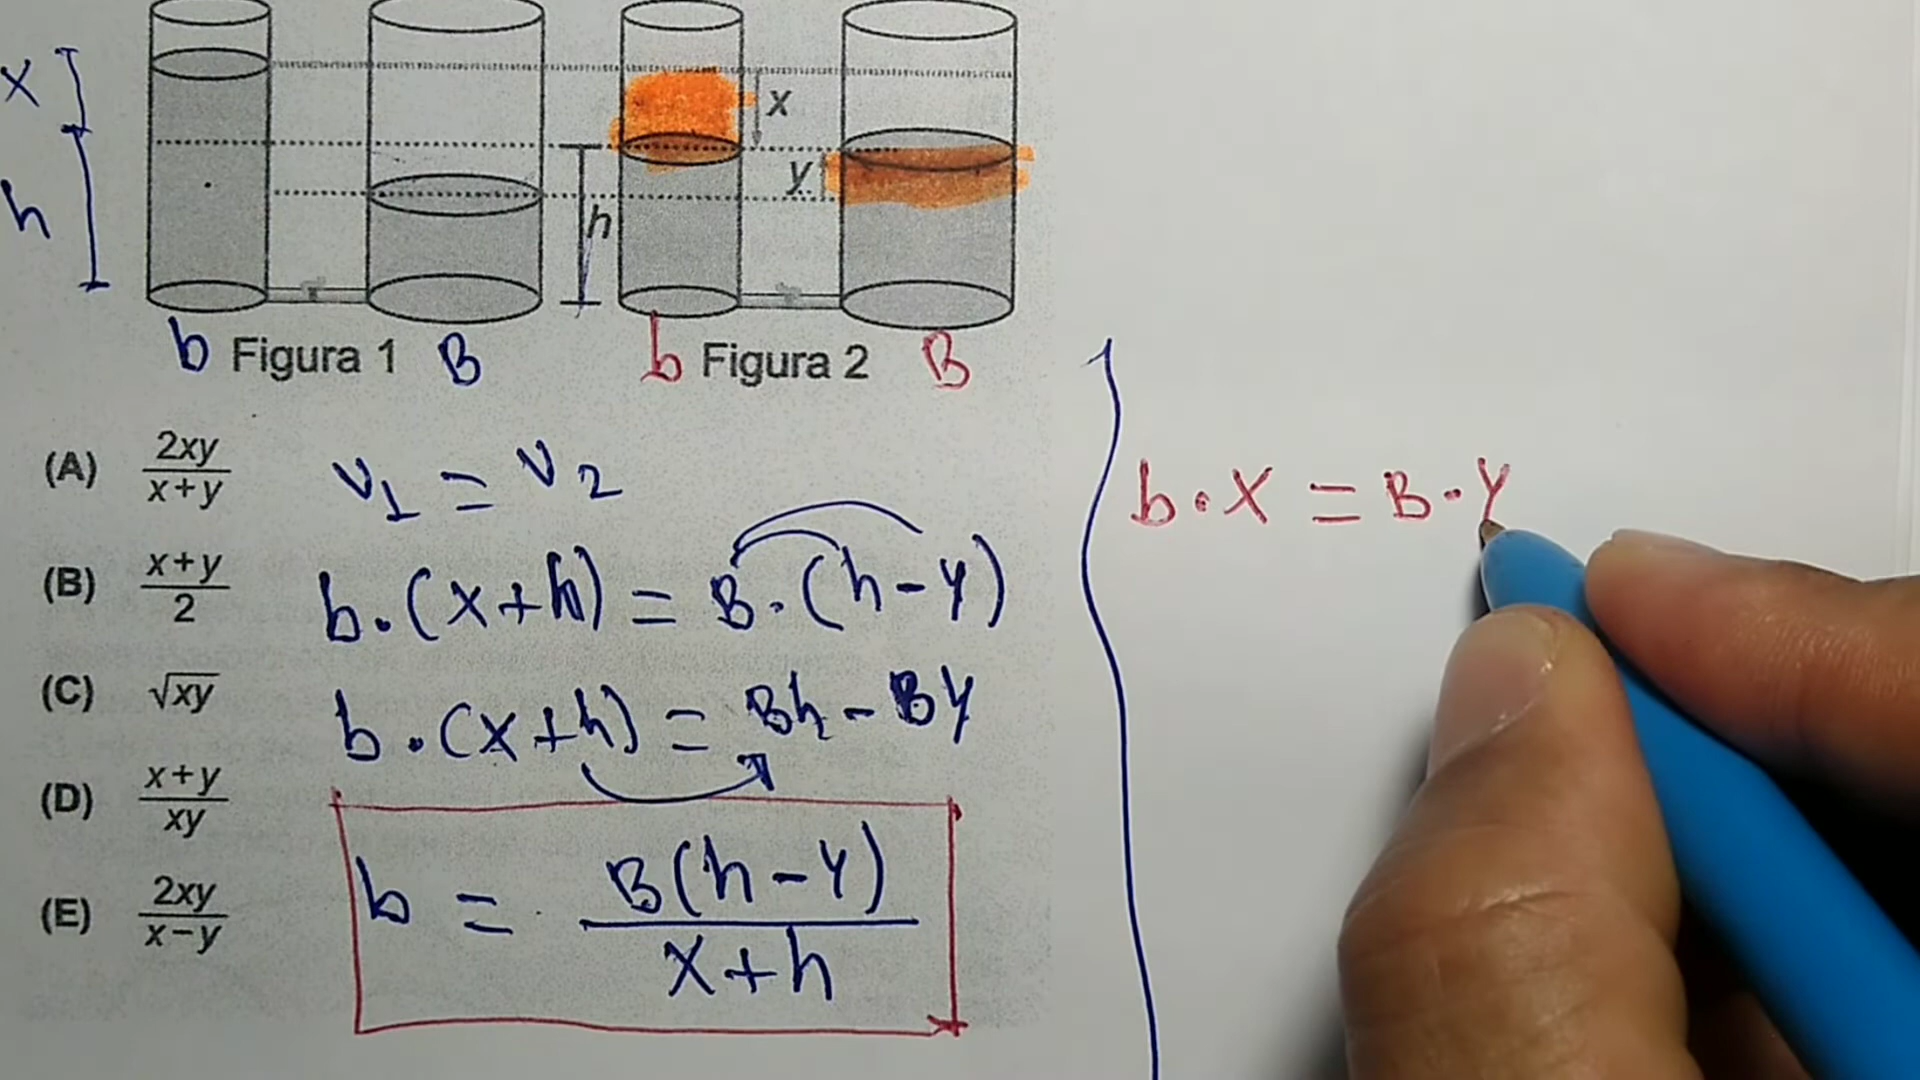 x
h
x
y
h
b Figura 1 B
b Figura 2 B
(A) 2xy
x+y
(B) x+y
2
(C) √xy
(D) x+y
xy
(E) 2xy
x−y
V1 = V2
b.(x+h) = B.(h-y)
b.(x+h) = Bh - By
b = B(h-y)
x+h
b.x = B.y